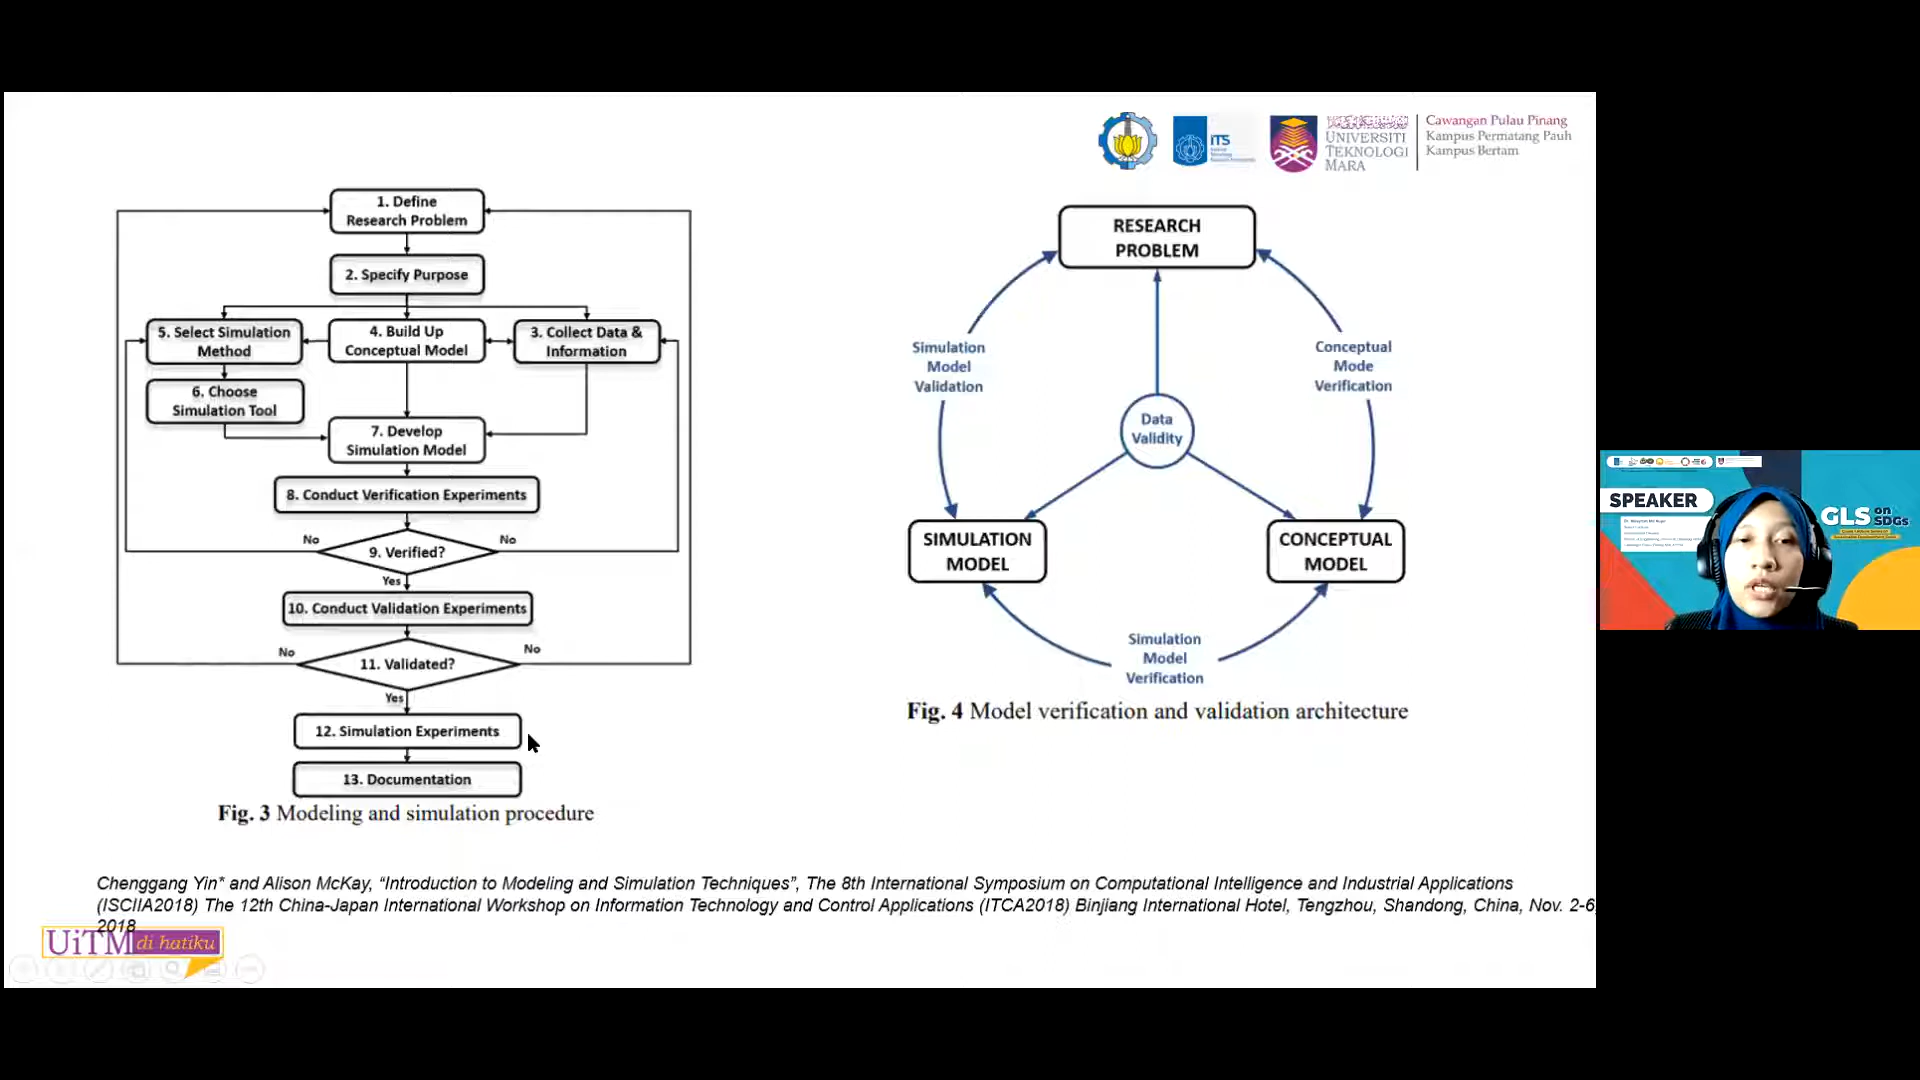 iTS
UNIVERSITI
TEKNOLOGI
MARA
Cawangan Pulau Pinang
Kampus Permatang Pauh
Kampus Bertam
1. Define
Research Problem
2. Specify Purpose
5. Select Simulation
Method
4. Build Up
Conceptual Model
3. Collect Data &
Information
6. Choose
Simulation Tool
7. Develop
Simulation Model
8. Conduct Verification Experiments
No
No
9. Verified?
Yes
10. Conduct Validation Experiments
No
No
11. Validated?
Yes
12. Simulation Experiments
13. Documentation
Fig. 3 Modeling and simulation procedure
RESEARCH
PROBLEM
Simulation
Model
Validation
Conceptual
Mode
Verification
Data
Validity
SIMULATION
MODEL
CONCEPTUAL
MODEL
Simulation
Model
Verification
Fig. 4 Model verification and validation architecture
Chenggang Yin* and Alison McKay, “Introduction to Modeling and Simulation Techniques”, The 8th International Symposium on Computational Intelligence and Industrial Applications
(ISCIIA2018) The 12th China-Japan International Workshop on Information Technology and Control Applications (ITCA2018) Binjiang International Hotel, Tengzhou, Shandong, China, Nov. 2-6
2018
UiTM di hatiku
SPEAKER
GLS on
SDGs